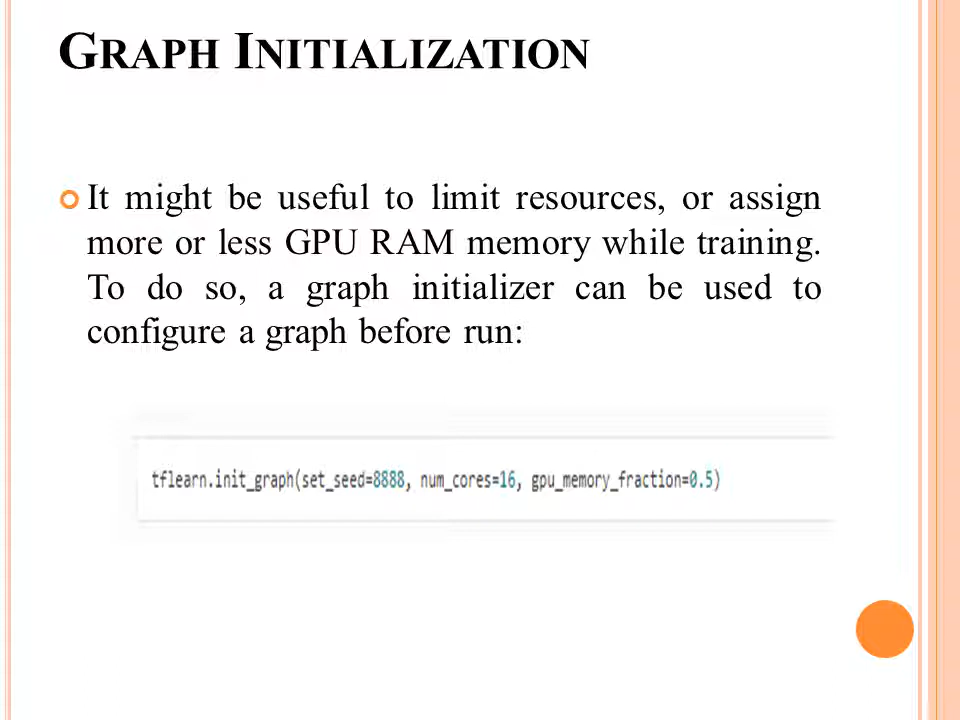 GRAPH INITIALIZATION
It might be useful to limit resources, or assign
more or less GPU RAM memory while training.
To do so, a graph initializer can be used to
configure a graph before run:
tflearn.init_graph(set_seed=8888, num_cores=16, gpu_memory_fraction=0.5)